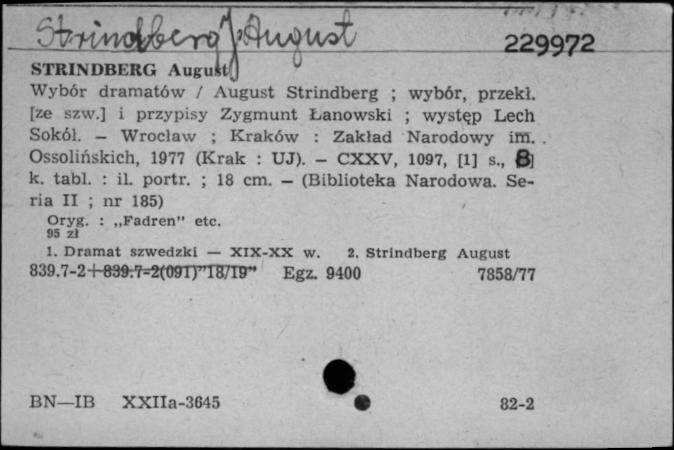 Strindberg J. August
229972
STRINDBERG August
Wybór dramatów / August Strindberg ; wybór, przekł.
[ze szw.] i przypisy Zygmunt Łanowski ; występ Lech
Sokół. — Wrocław ; Kraków : Zakład Narodowy im.
Ossolińskich, 1977 (Krak : UJ). — CXXV, 1097, [1] s., 8]
k. tabl. : il. portr. ; 18 cm. — (Biblioteka Narodowa. Se-
ria II ; nr 185)
Oryg. : „Fadren" etc.
95 zł
1. Dramat szwedzki — XIX-XX w. 2. Strindberg August
839.7-2+839.7-2(091)"18/19" Egz. 9400 7858/77
BN—IB XXIIa-3645 82-2